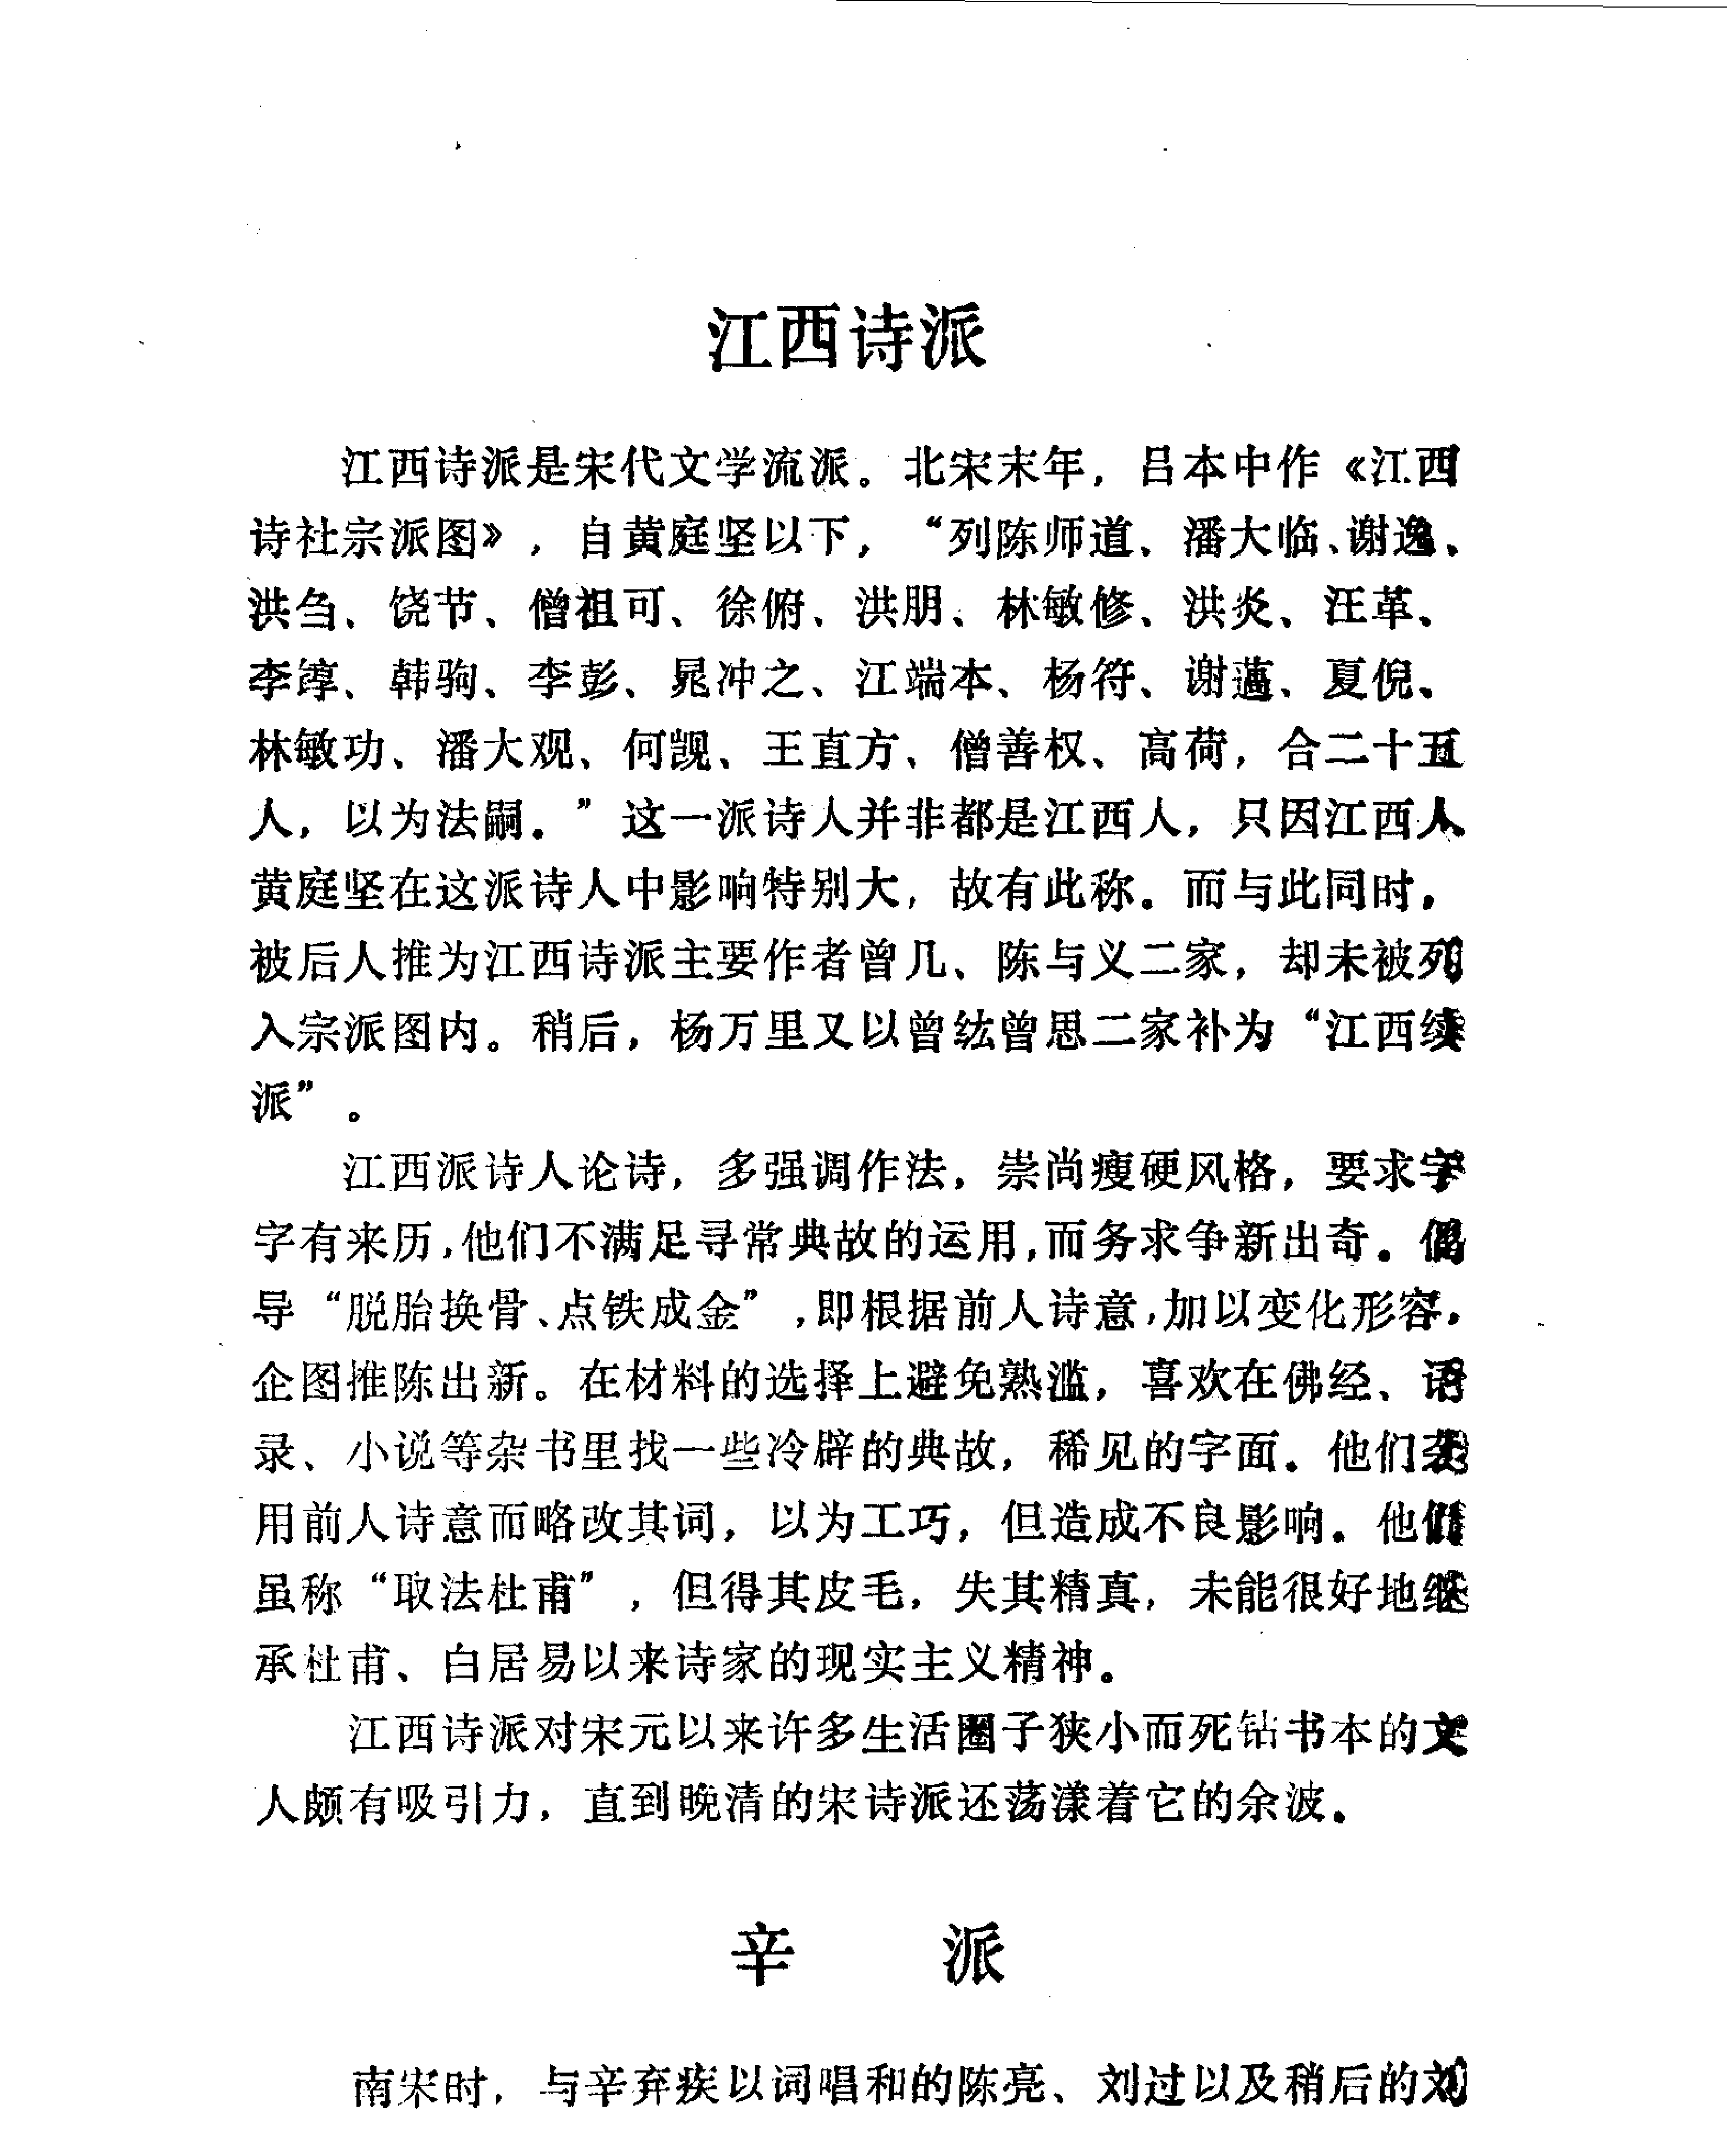 江西诗派
江西诗派是宋代文学流派。北宋末年，吕本中作《江西
诗社宗派图》，自黄庭坚以下，“列陈师道、潘大临、谢逸、
洪刍、饶节、僧祖可、徐俯、洪朋、林敏修、洪炎、汪革、
李錞、韩驹、李彭、晁冲之、江端本、杨符、谢薖、夏倪、
林敏功、潘大观、何觊、王直方、僧善权、高荷，合二十五
人，以为法嗣。”这一派诗人并非都是江西人，只因江西人
黄庭坚在这派诗人中影响特别大，故有此称。而与此同时，
被后人推为江西诗派主要作者曾几、陈与义二家，却未被列
入宗派图内。稍后，杨万里又以曾纮曾思二家补为“江西续
派”。
江西派诗人论诗，多强调作法，崇尚瘦硬风格，要求字
字有来历，他们不满足寻常典故的运用，而务求争新出奇。倡
导“脱胎换骨、点铁成金”，即根据前人诗意，加以变化形容，
企图推陈出新。在材料的选择上避免熟滥，喜欢在佛经、语
录、小说等杂书里找一些冷辟的典故，稀见的字面。他们袭
用前人诗意而略改其词，以为工巧，但造成不良影响。他们
虽称“取法杜甫”，但得其皮毛，失其精真，未能很好地继
承杜甫、白居易以来诗家的现实主义精神。
江西诗派对宋元以来许多生活圈子狭小而死钻书本的文
人颇有吸引力，直到晚清的宋诗派还荡漾着它的余波。
辛 派
南宋时，与辛弃疾以词唱和的陈亮、刘过以及稍后的刘